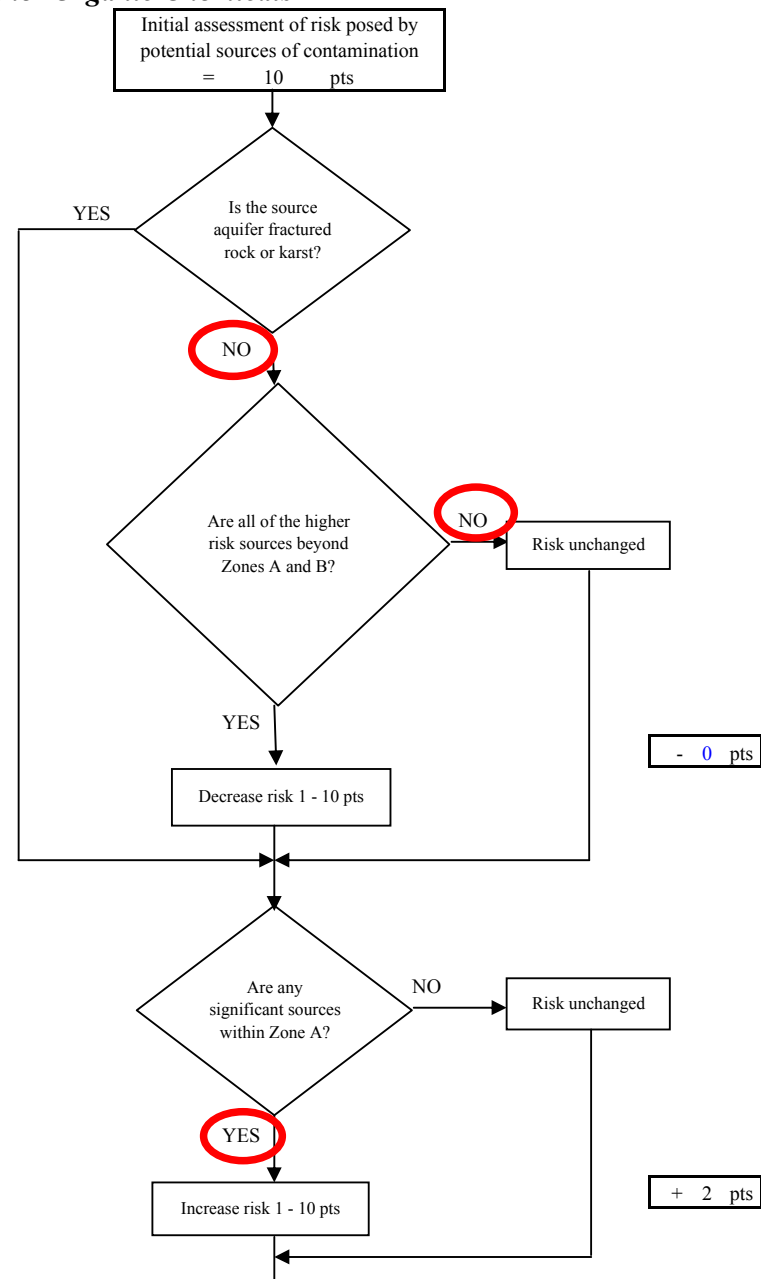 Initial assessment of risk posed by
potential sources of contamination
= 10 pts
YES
Is the source
aquifer fractured
rock or karst?
NO
Are all of the higher
risk sources beyond
Zones A and B?
NO
Risk unchanged
YES
- 0 pts
Decrease risk 1 - 10 pts
Are any
significant sources
within Zone A?
NO
Risk unchanged
YES
+ 2 pts
Increase risk 1 - 10 pts